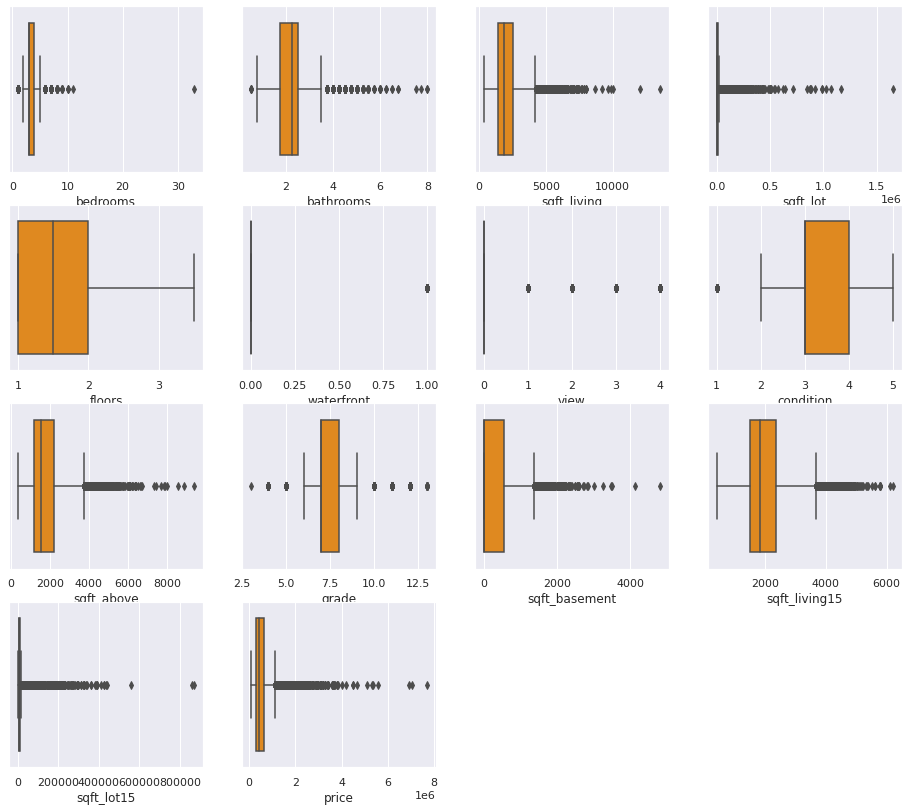 0 10 20 30
bedrooms
2 4 6 8
bathrooms
0 5000 10000
sqft_living
0.0 0.5 1.0 1.5
1e6
sqft_lot
1 2 3
floors
0.00 0.25 0.50 0.75 1.00
waterfront
0 1 2 3 4
view
1 2 3 4 5
condition
0 2000 4000 6000 8000
sqft_above
2.5 5.0 7.5 10.0 12.5
grade
0 2000 4000
sqft_basement
2000 4000 6000
sqft_living15
0 200000 400000 600000 800000
sqft_lot15
0 2 4 6 8
1e6
price